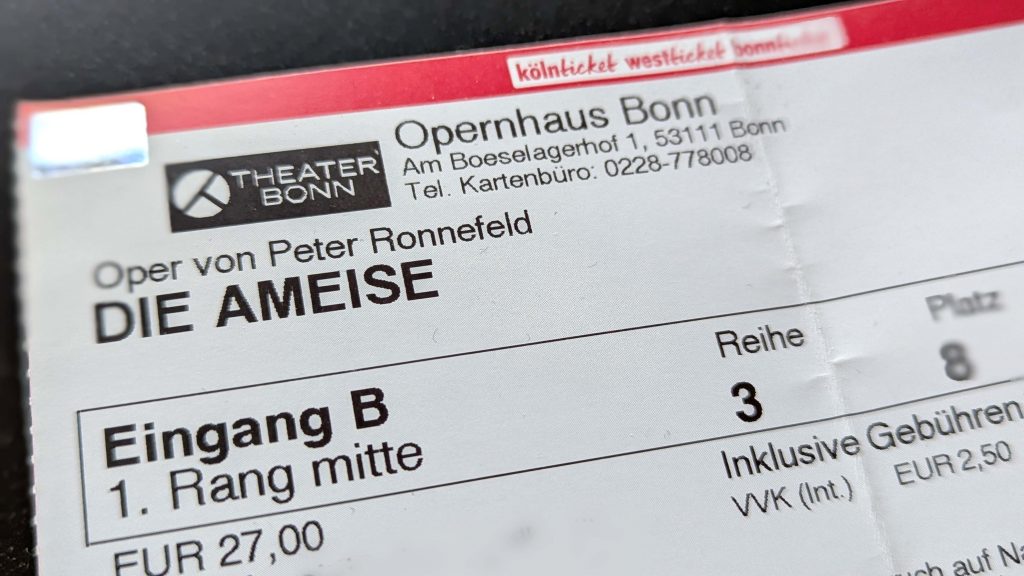 kölnticket westticket bonnticket
THEATER BONN
Opernhaus Bonn
Am Boeselagerhof 1, 53111 Bonn
Tel. Kartenbüro: 0228-778008
Oper von Peter Ronnefeld
DIE AMEISE
Reihe Platz
Eingang B 3 8
1. Rang mitte
Inklusive Gebühren
EUR 27,00 VVK (Int.) EUR 2,50
auf